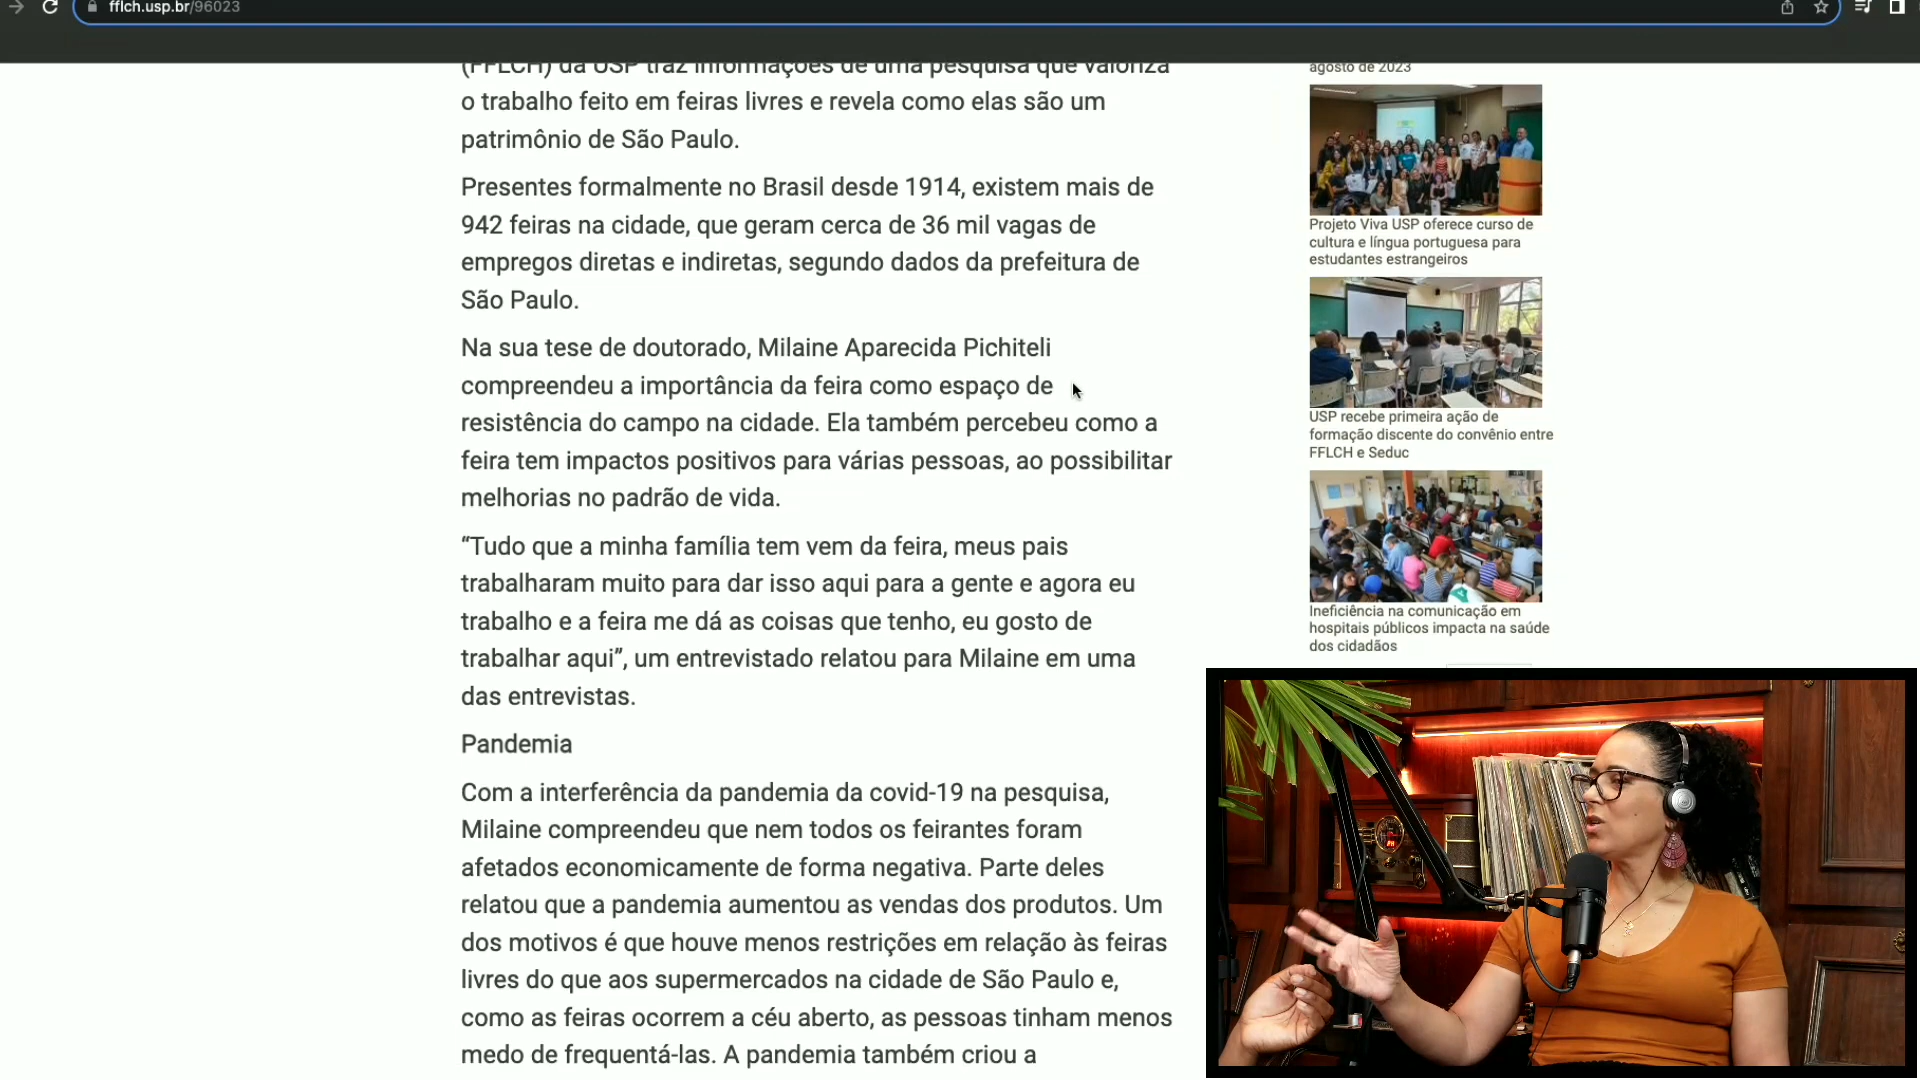 fflch.usp.br/96023
(FFLCH) da USP traz informações de uma pesquisa que valoriza
o trabalho feito em feiras livres e revela como elas são um
patrimônio de São Paulo.
Presentes formalmente no Brasil desde 1914, existem mais de
942 feiras na cidade, que geram cerca de 36 mil vagas de
empregos diretas e indiretas, segundo dados da prefeitura de
São Paulo.
Na sua tese de doutorado, Milaine Aparecida Pichiteli
compreendeu a importância da feira como espaço de
resistência do campo na cidade. Ela também percebeu como a
feira tem impactos positivos para várias pessoas, ao possibilitar
melhorias no padrão de vida.
“Tudo que a minha família tem vem da feira, meus pais
trabalharam muito para dar isso aqui para a gente e agora eu
trabalho e a feira me dá as coisas que tenho, eu gosto de
trabalhar aqui”, um entrevistado relatou para Milaine em uma
das entrevistas.
Pandemia
Com a interferência da pandemia da covid-19 na pesquisa,
Milaine compreendeu que nem todos os feirantes foram
afetados economicamente de forma negativa. Parte deles
relatou que a pandemia aumentou as vendas dos produtos. Um
dos motivos é que houve menos restrições em relação às feiras
livres do que aos supermercados na cidade de São Paulo e,
como as feiras ocorrem a céu aberto, as pessoas tinham menos
medo de frequentá-las. A pandemia também criou a
agosto de 2023
Projeto Viva USP oferece curso de
cultura e língua portuguesa para
estudantes estrangeiros
USP recebe primeira ação de
formação discente do convênio entre
FFLCH e Seduc
Ineficiência na comunicação em
hospitais públicos impacta na saúde
dos cidadãos